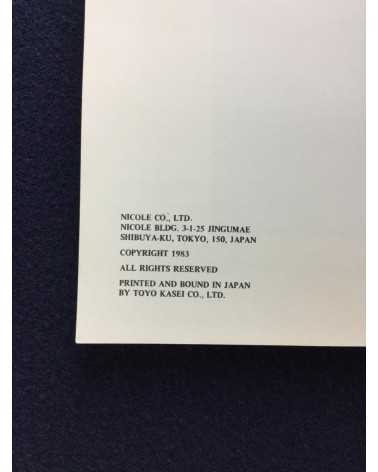 NICOLE CO., LTD.
NICOLE BLDG. 3-1-25 JINGUMAE
SHIBUYA-KU, TOKYO, 150, JAPAN
COPYRIGHT 1983
ALL RIGHTS RESERVED
PRINTED AND BOUND IN JAPAN
BY TOYO KASEI CO., LTD.